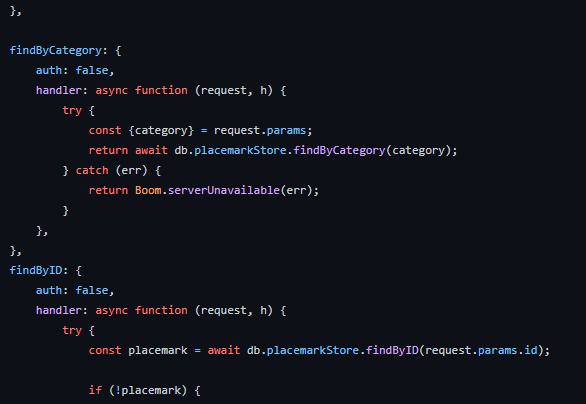 },
findByCategory: {
auth: false,
handler: async function (request, h) {
try {
const {category} = request.params;
return await db.placemarkStore.findByCategory(category);
} catch (err) {
return Boom.serverUnavailable(err);
}
},
},
findByID: {
auth: false,
handler: async function (request, h) {
try {
const placemark = await db.placemarkStore.findByID(request.params.id);
if (!placemark) {